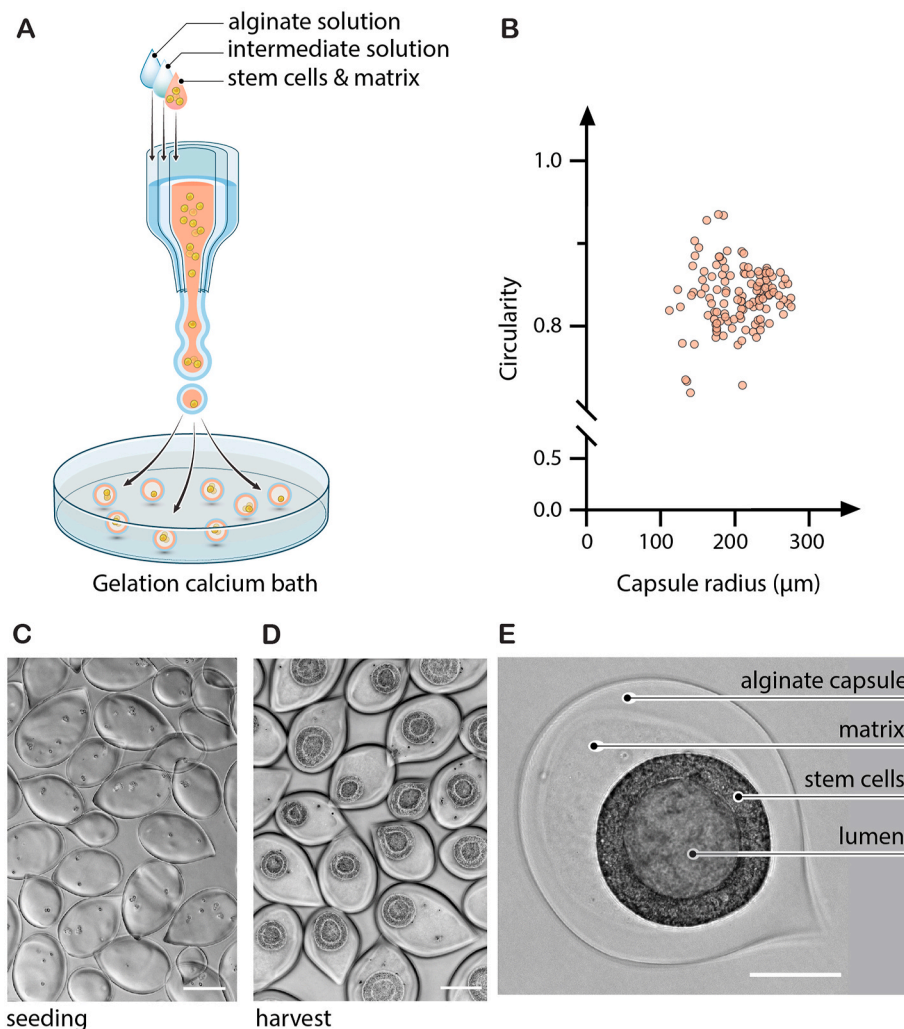 A
alginate solution
intermediate solution
stem cells & matrix
Gelation calcium bath
B
Circularity
1.0
0.8
0.5
0.0
0
100
200
300
Capsule radius (µm)
C
seeding
D
harvest
E
alginate capsule
matrix
stem cells
lumen